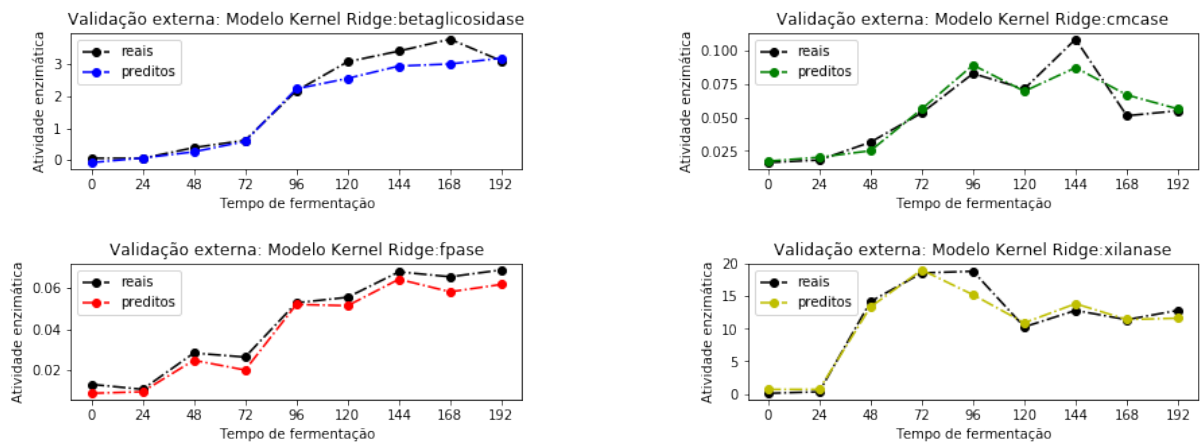 Validação externa: Modelo Kernel Ridge:betaglicosidase
Atividade enzimática
3
2
1
0
reais
preditos
0 24 48 72 96 120 144 168 192
Tempo de fermentação
Validação externa: Modelo Kernel Ridge:cmcase
Atividade enzimática
0.100
0.075
0.050
0.025
reais
preditos
0 24 48 72 96 120 144 168 192
Tempo de fermentação
Validação externa: Modelo Kernel Ridge:fpase
Atividade enzimática
0.06
0.04
0.02
reais
preditos
0 24 48 72 96 120 144 168 192
Tempo de fermentação
Validação externa: Modelo Kernel Ridge:xilanase
Atividade enzimática
20
15
10
5
0
reais
preditos
0 24 48 72 96 120 144 168 192
Tempo de fermentação